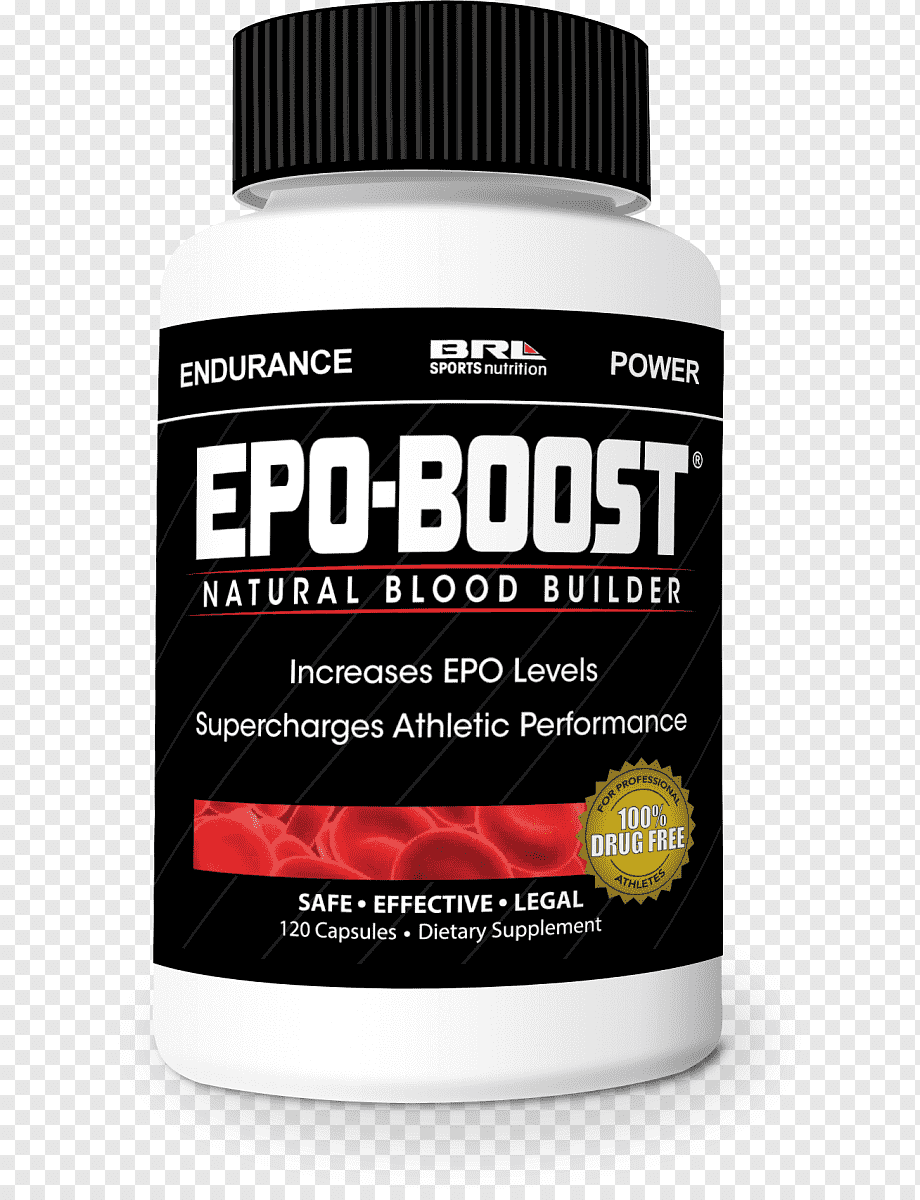 ENDURANCE
BRL
SPORTS nutrition
POWER
EPO-BOOST®
NATURAL BLOOD BUILDER
Increases EPO Levels
Supercharges Athletic Performance
FOR PROFESSIONAL
100%
DRUG FREE
ATHLETES
SAFE • EFFECTIVE • LEGAL
120 Capsules • Dietary Supplement